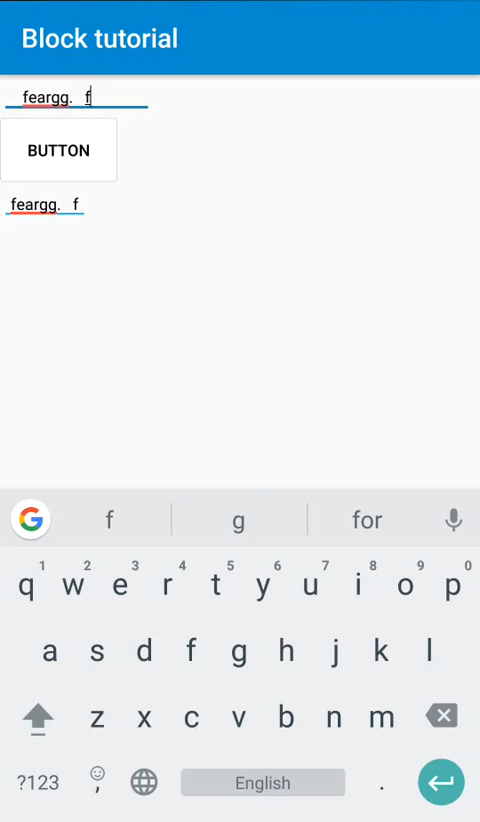 Block tutorial
feargg. f
BUTTON
feargg. f
f g for
1 2 3 4 5 6 7 8 9 0
q w e r t y u i o p
a s d f g h j k l
z x c v b n m
?123 , English .